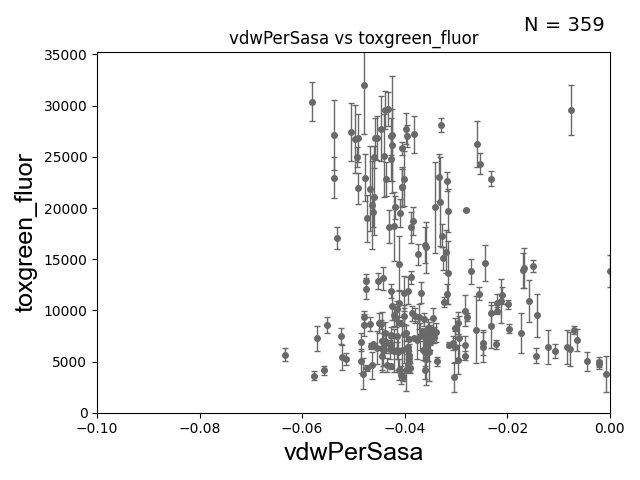 N = 359
vdwPerSasa vs toxgreen_fluor
35000
30000
25000
20000
15000
10000
5000
0
toxgreen_fluor
−0.10 −0.08 −0.06 −0.04 −0.02 0.00
vdwPerSasa